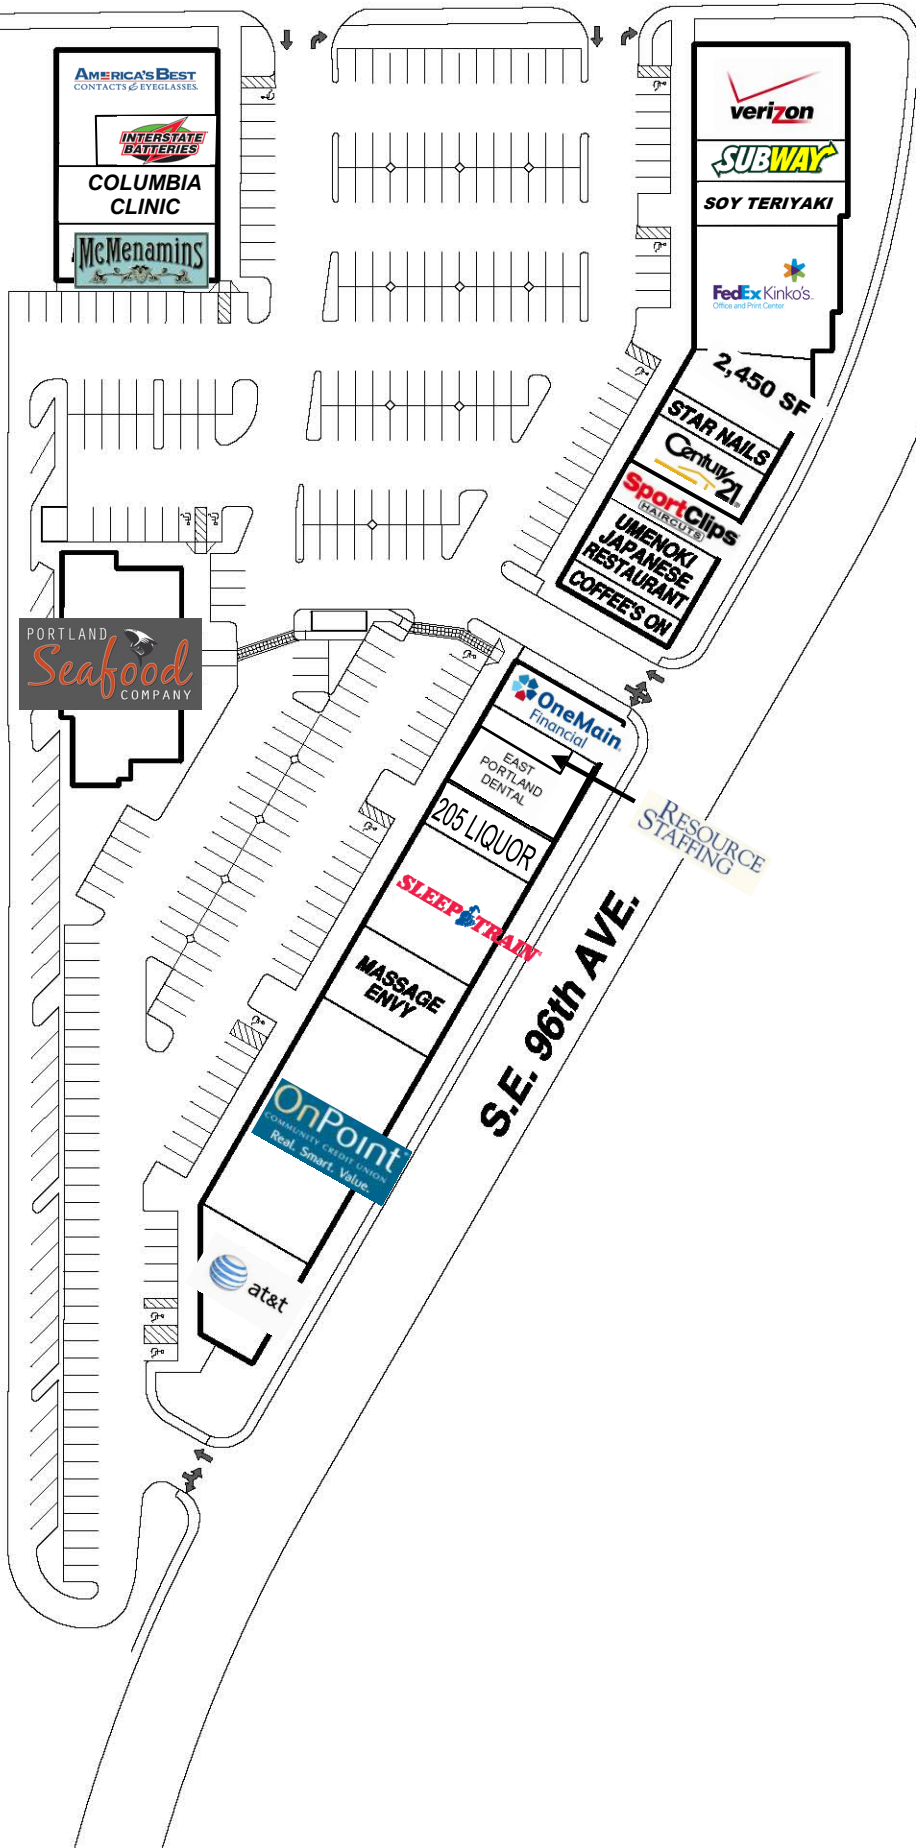 AMERICA'S BEST
CONTACTS & EYEGLASSES.
INTERSTATE
BATTERIES
COLUMBIA
CLINIC
McMenamins
verizon
SUBWAY
SOY TERIYAKI
FedEx Kinko's.
Office and Print Center
2,450 SF
STAR NAILS
Century 21
SportClips
HAIRCUTS
UMENOKI
JAPANESE
RESTAURANT
COFFEE'S ON
PORTLAND
Seafood
COMPANY
OneMain
Financial
EAST
PORTLAND
DENTAL
RESOURCE
STAFFING
205 LIQUOR
SLEEP TRAIN
MASSAGE
ENVY
S.E. 96th AVE.
OnPoint
COMMUNITY CREDIT UNION
Real. Smart. Value.
at&t